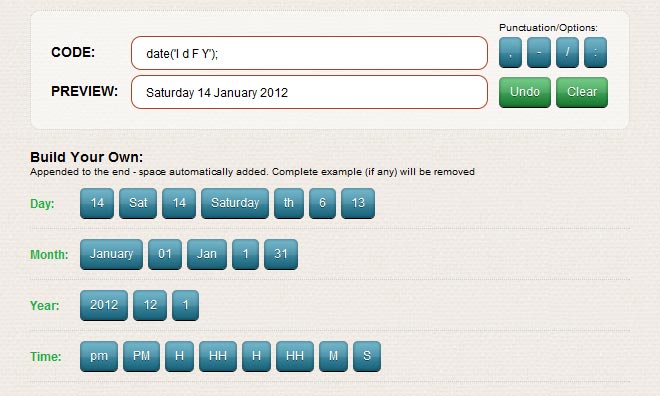 Punctuation/Options:
CODE: date('l d F Y'); , - / :
PREVIEW: Saturday 14 January 2012 Undo Clear
Build Your Own:
Appended to the end - space automatically added. Complete example (if any) will be removed
Day: 14 Sat 14 Saturday th 6 13
Month: January 01 Jan 1 31
Year: 2012 12 1
Time: pm PM H HH H HH M S